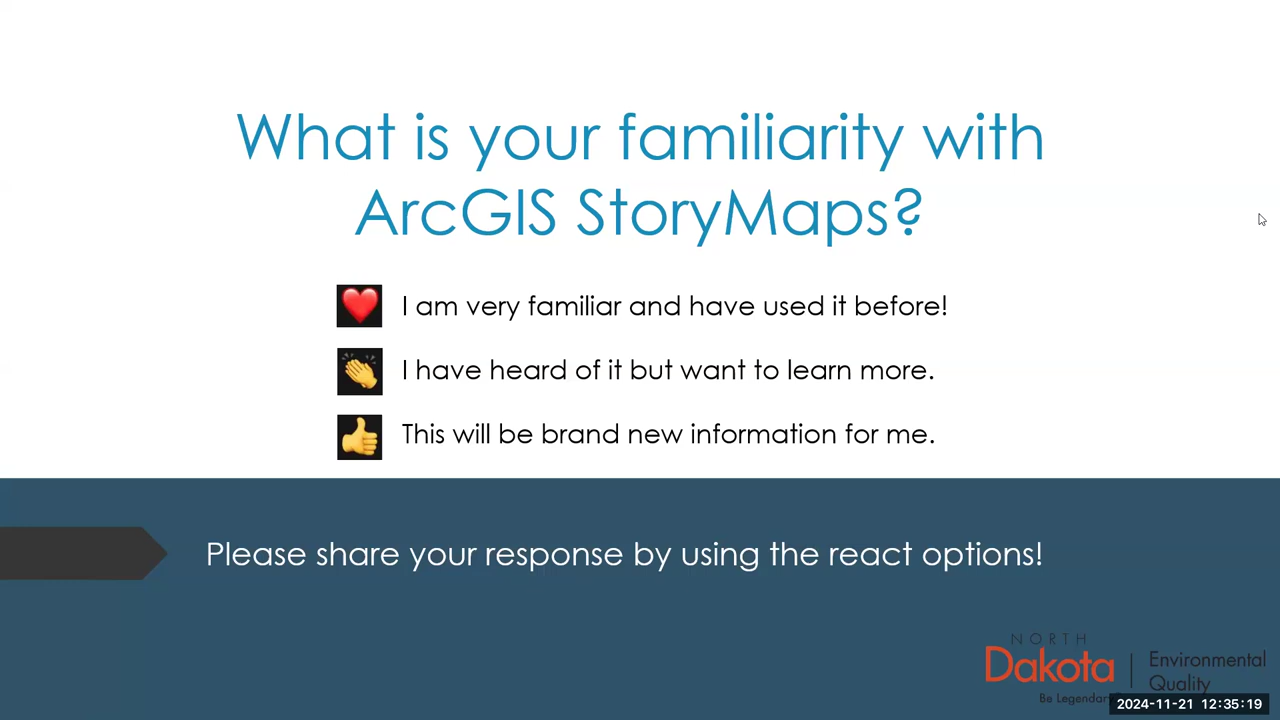 What is your familiarity with
ArcGIS StoryMaps?
I am very familiar and have used it before!
I have heard of it but want to learn more.
This will be brand new information for me.
Please share your response by using the react options!
NORTH
Dakota
Be Legendary
Environmental
Quality
2024-11-21 12:35:19